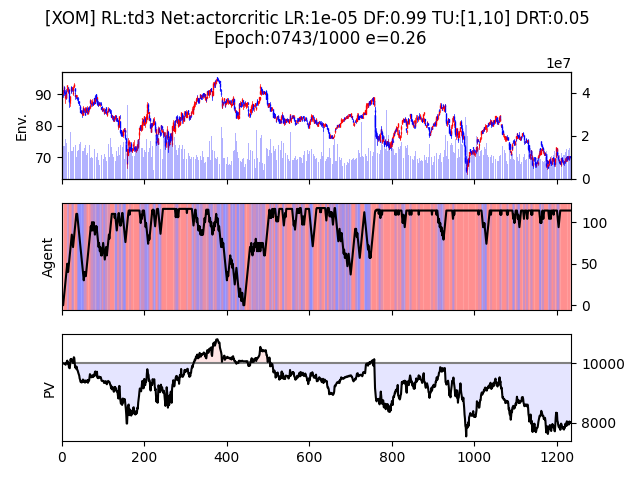 [XOM] RL:td3 Net:actorcritic LR:1e-05 DF:0.99 TU:[1,10] DRT:0.05
Epoch:0743/1000 e=0.26
1e7
Env.
90
80
70
4
2
0
Agent
100
50
0
PV
10000
8000
0 200 400 600 800 1000 1200